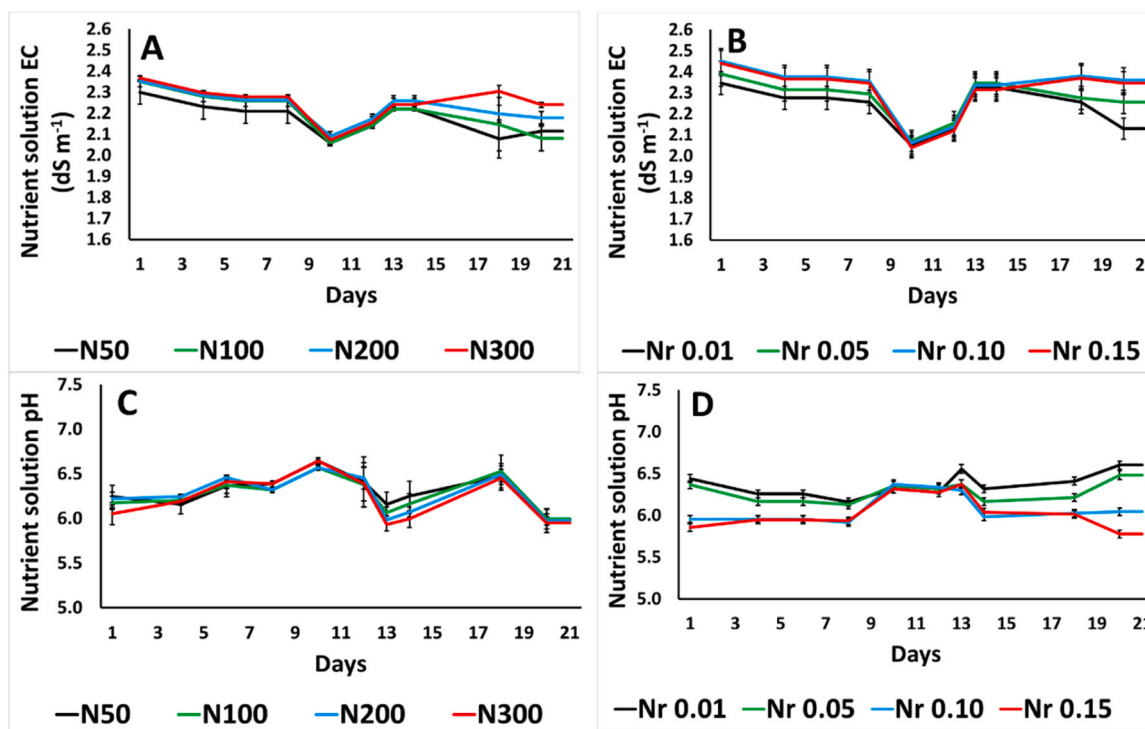 A
Nutrient solution EC
(dS m⁻¹)
2.6
2.5
2.4
2.3
2.2
2.1
2.0
1.9
1.8
1.7
1.6
1 3 5 7 9 11 13 15 17 19 21
Days
N50 N100 N200 N300
B
Nutrient solution EC
(dS m⁻¹)
2.6
2.5
2.4
2.3
2.2
2.1
2.0
1.9
1.8
1.7
1.6
1 3 5 7 9 11 13 15 17 19 2
Days
Nr 0.01 Nr 0.05 Nr 0.10 Nr 0.15
C
Nutrient solution pH
7.5
7.0
6.5
6.0
5.5
5.0
1 3 5 7 9 11 13 15 17 19 21
Days
N50 N100 N200 N300
D
Nutrient solution pH
7.5
7.0
6.5
6.0
5.5
5.0
1 3 5 7 9 11 13 15 17 19 21
Days
Nr 0.01 Nr 0.05 Nr 0.10 Nr 0.15